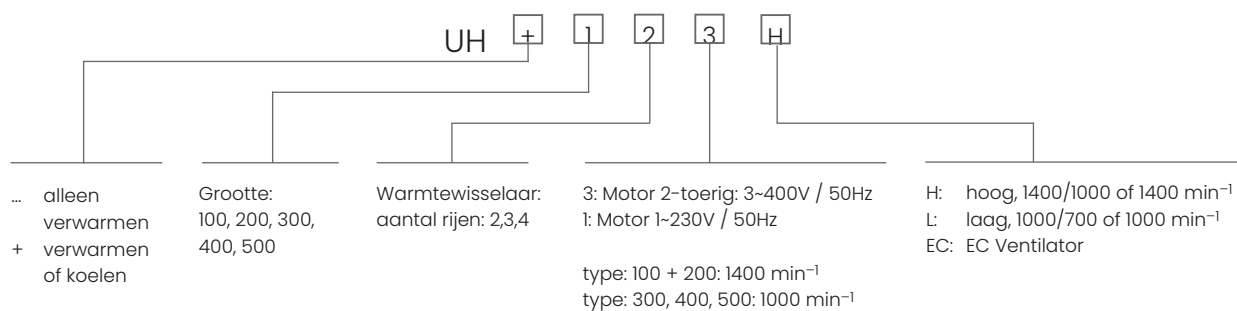 UH + 1 2 3 H
... alleen
verwarmen
+ verwarmen
of koelen
Grootte:
100, 200, 300,
400, 500
Warmtewisselaar:
aantal rijen: 2,3,4
3: Motor 2-toerig: 3~400V / 50Hz
1: Motor 1~230V / 50Hz
type: 100 + 200: 1400 min⁻¹
type: 300, 400, 500: 1000 min⁻¹
H: hoog, 1400/1000 of 1400 min⁻¹
L: laag, 1000/700 of 1000 min⁻¹
EC: EC Ventilator